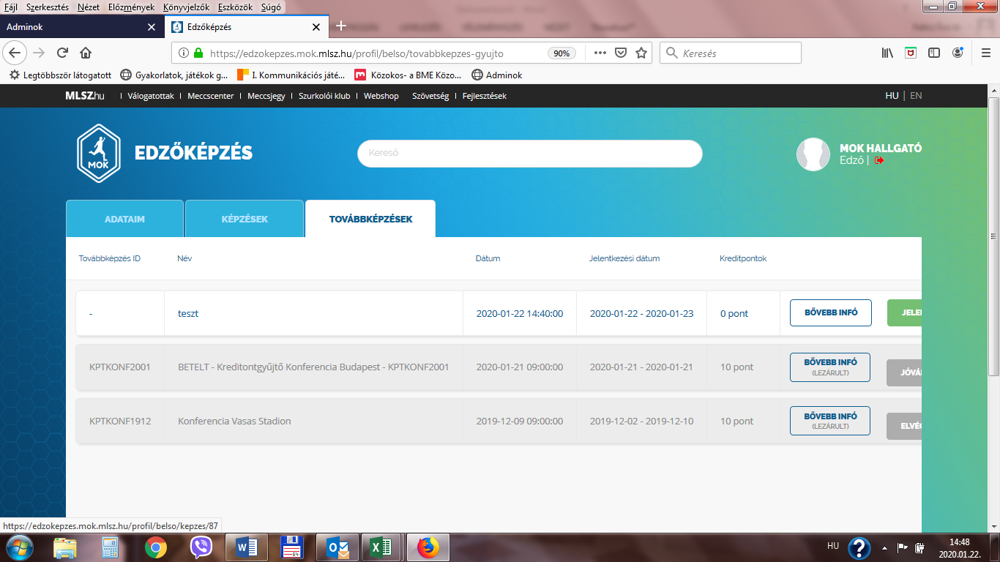 Fájl Szerkesztés Nézet Előzmények Könyvjelzők Eszközök Súgó
Adminok
Edzőképzés
https://edzokepzes.mok.mlsz.hu/profil/belso/tovabbkepzes-gyujto
90%
Keresés
Legtöbbször látogatott
Gyakorlatok, játékok g...
I. Kommunikációs játé...
Közokos- a BME Közo...
Adminok
MLSZ.hu | Válogatottak | Meccscenter | Meccsjegy | Szurkolói klub | Webshop Szövetség | Fejlesztések
HU | EN
MOK
EDZŐKÉPZÉS
Kereső
MOK HALLGATÓ
Edző |
ADATAIM
KÉPZÉSEK
TOVÁBBKÉPZÉSEK
Továbbképzés ID Név Dátum Jelentkezési dátum Kreditpontok
- teszt 2020-01-22 14:40:00 2020-01-22 - 2020-01-23 0 pont BŐVEBB INFÓ JELE
KPTKONF2001 BETELT - Kreditontgyűjtő Konferencia Budapest - KPTKONF2001 2020-01-21 09:00:00 2020-01-21 - 2020-01-21 10 pont BŐVEBB INFÓ
(LEZÁRULT)
JÓVÁ
KPTKONF1912 Konferencia Vasas Stadion 2019-12-09 09:00:00 2019-12-02 - 2019-12-10 10 pont BŐVEBB INFÓ
(LEZÁRULT)
ELVÉG
https://edzokepzes.mok.mlsz.hu/profil/belso/kepzes/87
HU
14:48
2020.01.22.